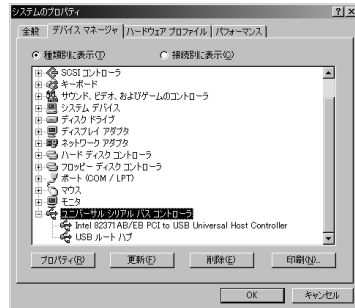 システムのプロパティ
全般 デバイス マネージャ ハードウェア プロファイル パフォーマンス
種類別に表示(T) 接続別に表示(C)
SCSI コントローラ
キーボード
サウンド、ビデオ、およびゲームのコントローラ
システム デバイス
ディスク ドライブ
ディスプレイ アダプタ
ネットワーク アダプタ
ハード ディスク コントローラ
フロッピー ディスク コントローラ
ポート (COM / LPT)
マウス
モニタ
ユニバーサル シリアル バス コントローラ
Intel 82371AB/EB PCI to USB Universal Host Controller
USB ルート ハブ
プロパティ(R) 更新(F) 削除(E) 印刷(N)...
OK キャンセル